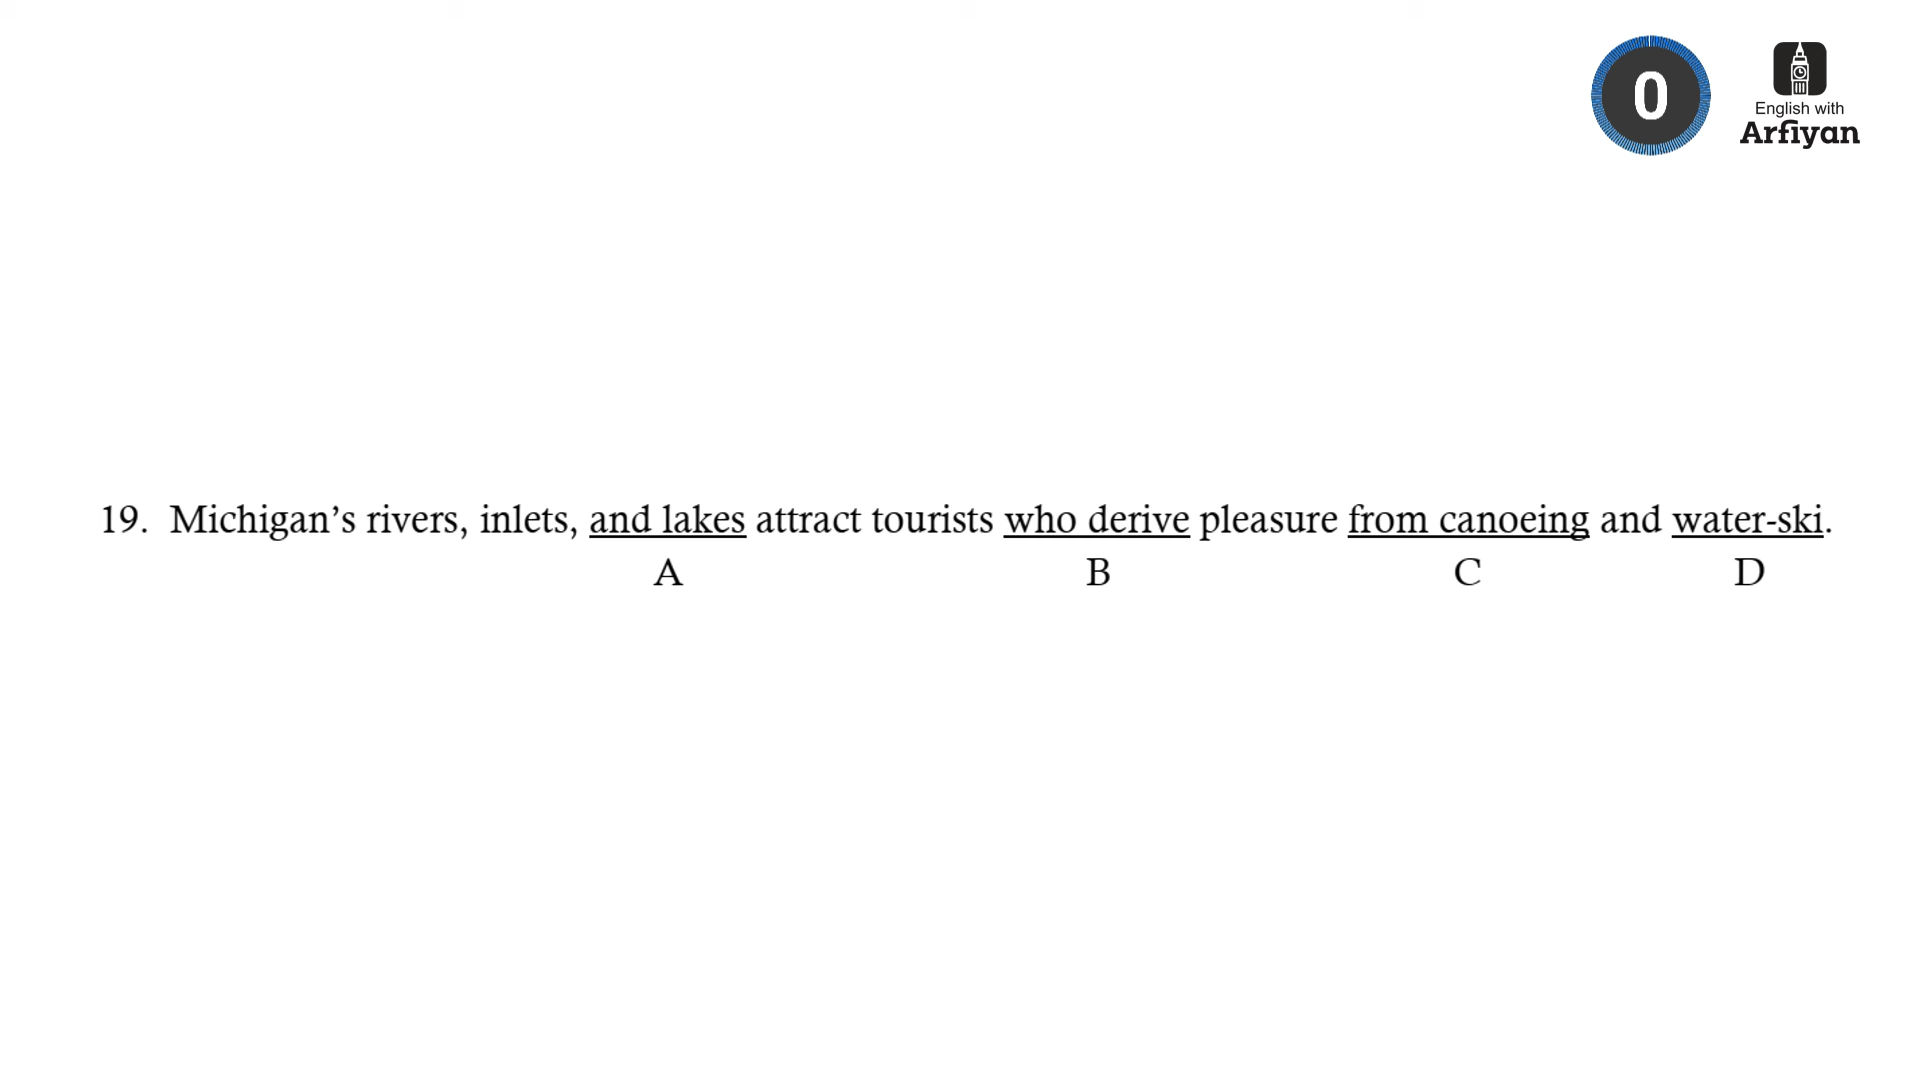 0
English with
Arfiyan
19. Michigan’s rivers, inlets, and lakes attract tourists who derive pleasure from canoeing and water-ski.
A B C D